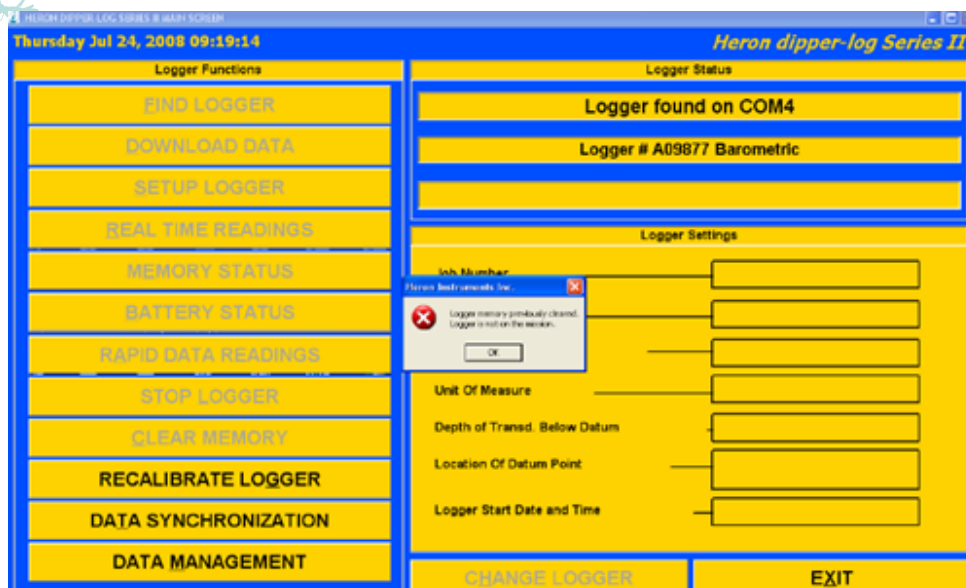 HERON DIPPER LOG SERIES II MAIN SCREEN
Thursday Jul 24, 2008 09:19:14
Heron dipper-log Series II
Logger Functions
FIND LOGGER
DOWNLOAD DATA
SETUP LOGGER
REAL TIME READINGS
MEMORY STATUS
BATTERY STATUS
RAPID DATA READINGS
STOP LOGGER
CLEAR MEMORY
RECALIBRATE LOGGER
DATA SYNCHRONIZATION
DATA MANAGEMENT
Logger Status
Logger found on COM4
Logger # A09877 Barometric
Logger Settings
Job Number
Heron Instruments Inc.
Logger memory previously cleared.
Logger is not on the mission.
OK
Unit Of Measure
Depth of Transd. Below Datum
Location Of Datum Point
Logger Start Date and Time
CHANGE LOGGER
EXIT